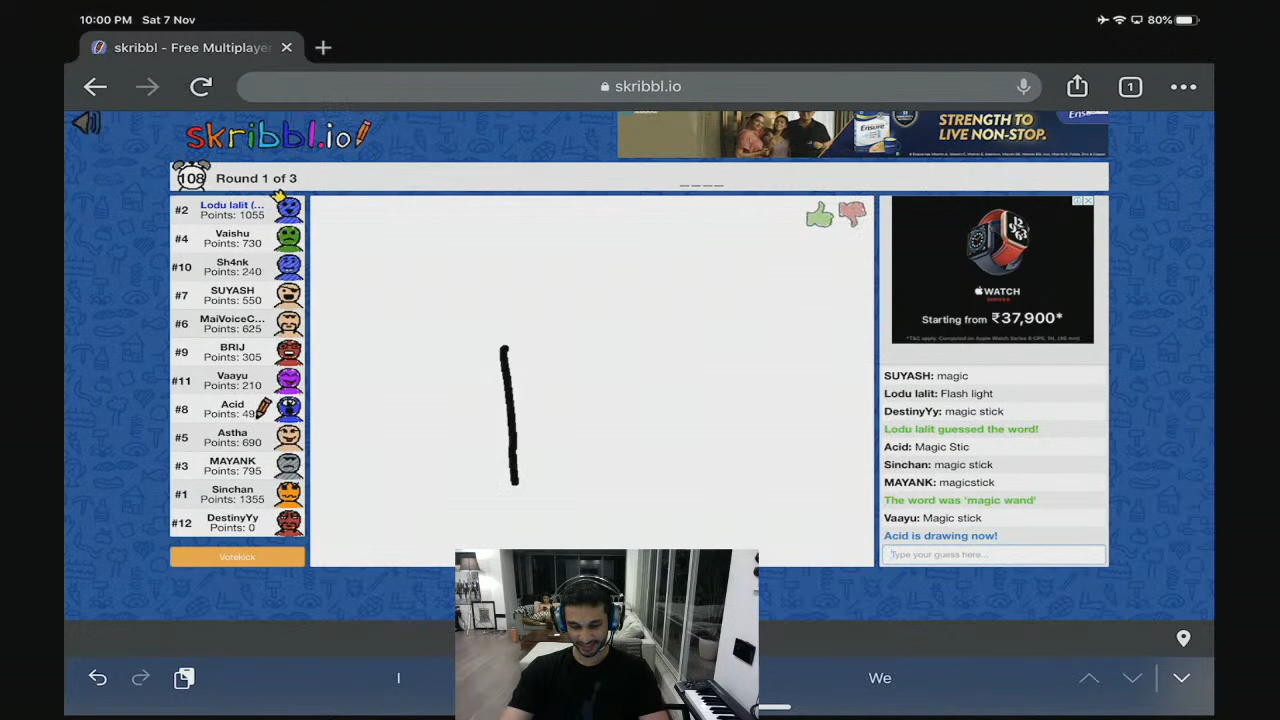 10:00 PM Sat 7 Nov
80%
skribbl - Free Multiplaye
skribbl.io
1
skribbl.io
Ensure
STRENGTH TO
LIVE NON-STOP.
108 Round 1 of 3
____
#2 Lodu lalit (...
Points: 1055
#4 Vaishu
Points: 730
#10 Sh4nk
Points: 240
#7 SUYASH
Points: 550
#6 MaiVoiceC...
Points: 625
#9 BRIJ
Points: 305
#11 Vaayu
Points: 210
#8 Acid
Points: 49
#5 Astha
Points: 690
#3 MAYANK
Points: 795
#1 Sinchan
Points: 1355
#12 DestinyYy
Points: 0
Votekick
WATCH
Starting from ₹37,900*
SUYASH: magic
Lodu lalit: Flash light
DestinyYy: magic stick
Lodu lalit guessed the word!
Acid: Magic Stic
Sinchan: magic stick
MAYANK: magicstick
The word was 'magic wand'
Vaayu: Magic stick
Acid is drawing now!
Type your guess here...
I
We